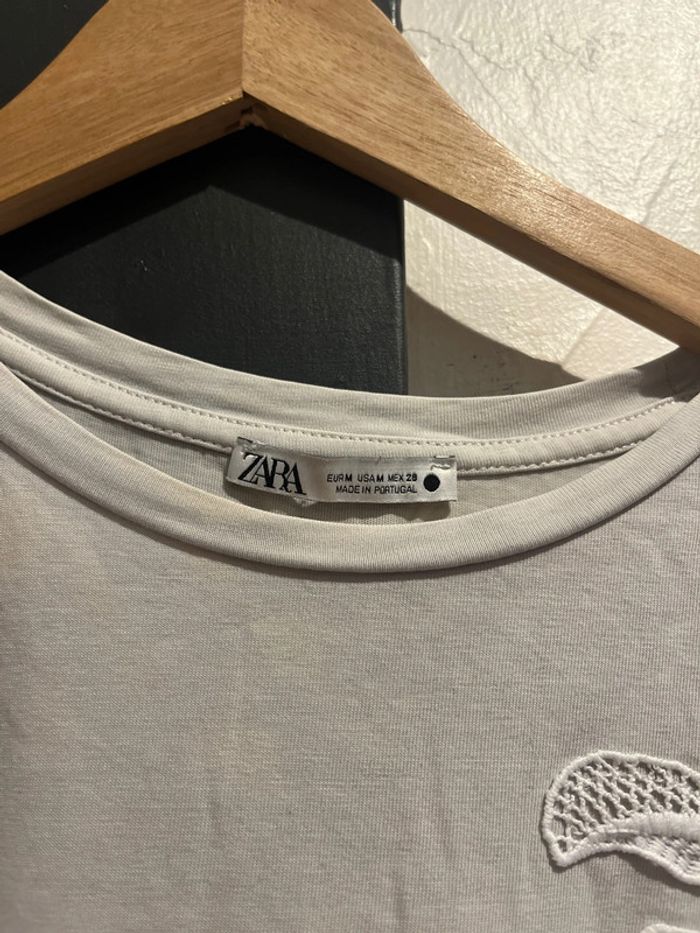 ZARA
EUR M USA M MEX 28
MADE IN PORTUGAL